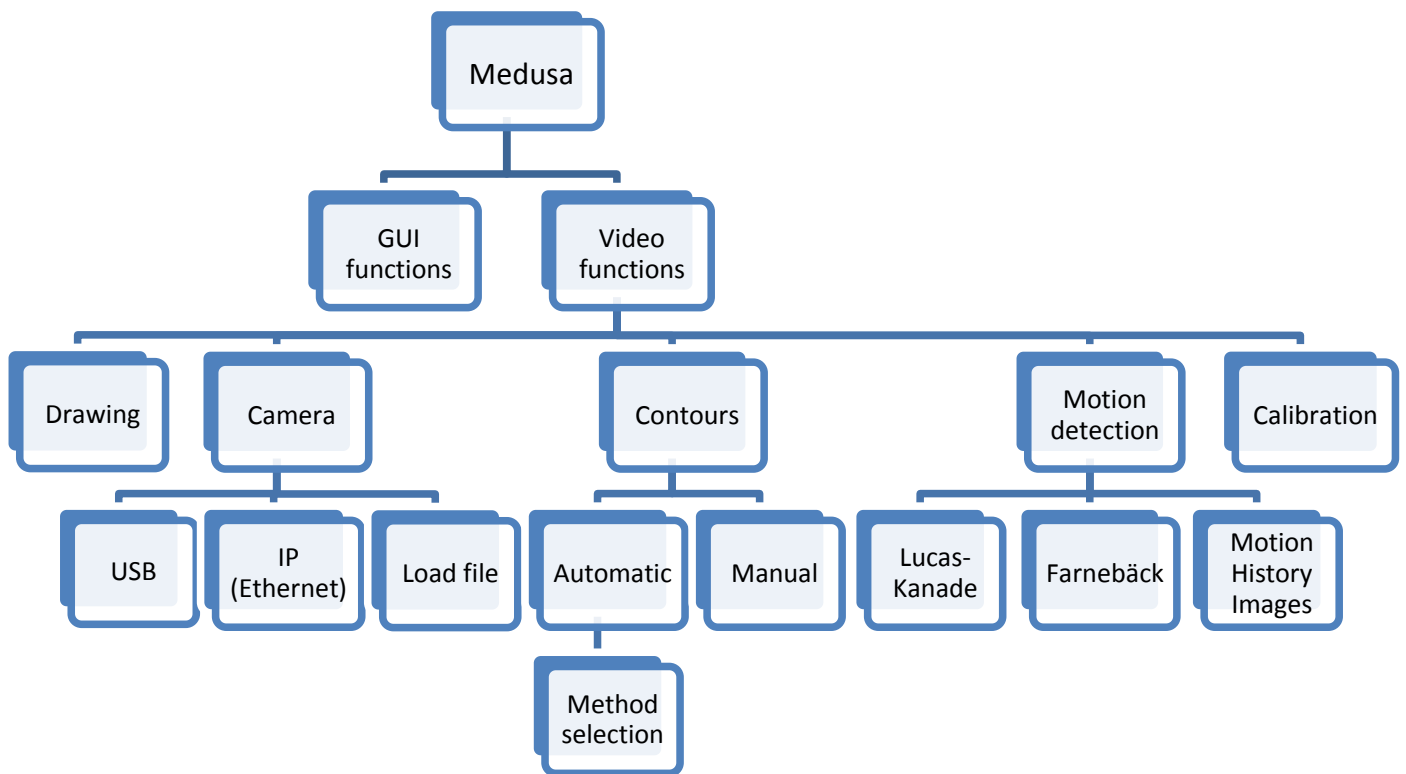 Medusa
GUI
functions
Video
functions
Drawing
Camera
Contours
Motion
detection
Calibration
USB
IP
(Ethernet)
Load file
Automatic
Manual
Lucas-
Kanade
Farnebäck
Motion
History
Images
Method
selection